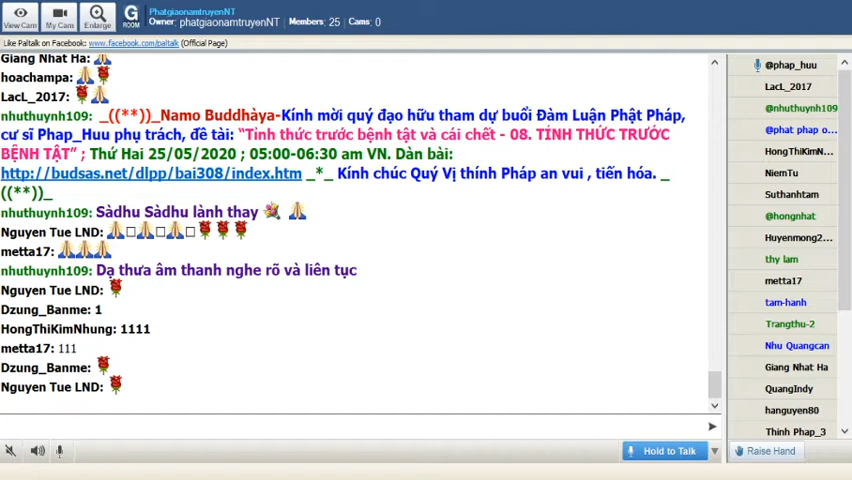 View Cam
My Cam
Enlarge
G
ROOM
PhatgiaonamtruyenNT
Owner: phatgiaonamtruyenNT | Members: 25 | Cams: 0
Like Paltalk on Facebook: www.facebook.com/paltalk (Official Page)
Giang Nhat Ha: 🙏
hoachampa: 🙏🌹
LacL_2017: 🌹🙏
nhuthuynh109: _((**))_Namo Buddhàya-Kính mời quý đạo hữu tham dự buổi Đàm Luận Phật Pháp,
cư sĩ Phap_Huu phụ trách, đề tài: "Tỉnh thức trước bệnh tật và cái chết - 08. TỈNH THỨC TRƯỚC
BỆNH TẬT" ; Thứ Hai 25/05/2020 ; 05:00-06:30 am VN. Dàn bài:
http://budsas.net/dlpp/bai308/index.htm _*_ Kính chúc Quý Vị thính Pháp an vui , tiến hóa. _
((**))_
nhuthuynh109: Sàdhu Sàdhu lành thay 💐 🙏
Nguyen Tue LND: 🙏□🙏□🙏□🌹🌹🌹
metta17: 🙏🙏🙏
nhuthuynh109: Dạ thưa âm thanh nghe rõ và liên tục
Nguyen Tue LND: 🌹
Dzung_Banme: 1
HongThiKimNhung: 1111
metta17: 111
Dzung_Banme: 🌹
Nguyen Tue LND: 🌹
Hold to Talk
@phap_huu
LacL_2017
@nhuthuynh109
@phat phap o...
HongThiKimN...
NiemTu
Suthanhtam
@hongnhat
Huyenmong2...
thy lam
metta17
tam-hanh
Trangthu-2
Nhu Quangcan
Giang Nhat Ha
QuangIndy
hanguyen80
Thinh Phap_3
Raise Hand